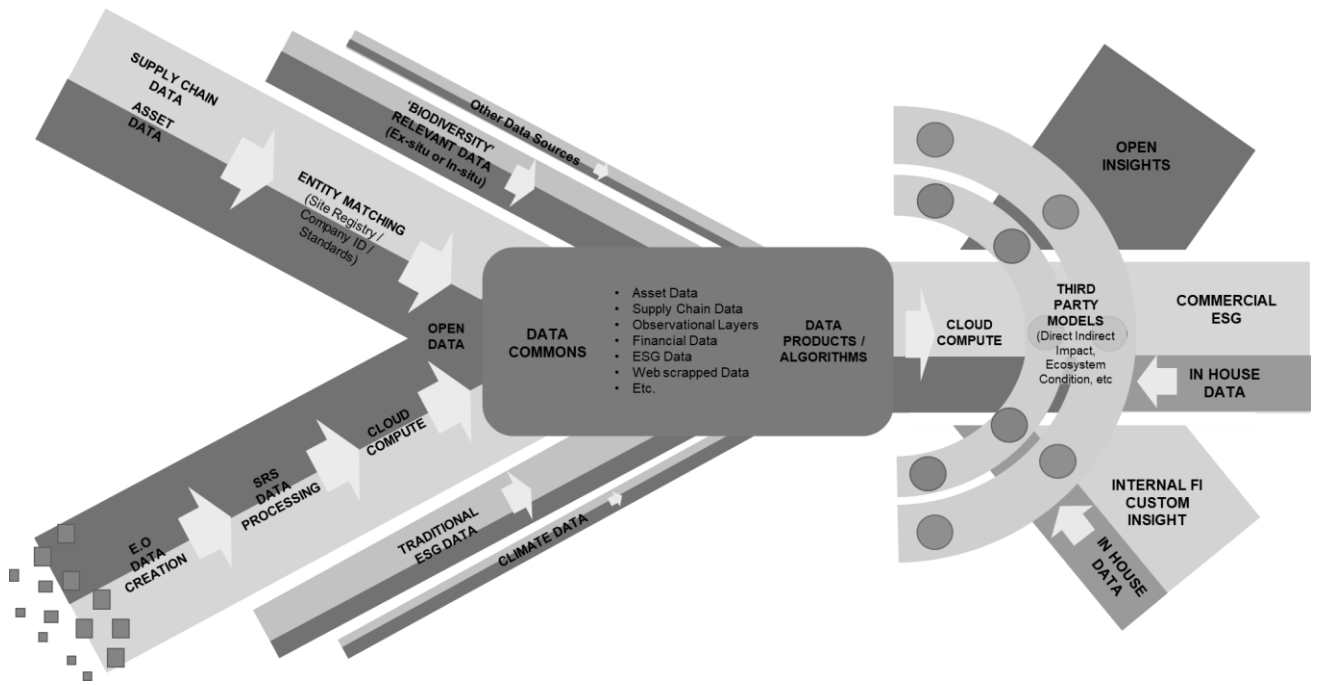 SUPPLY CHAIN
DATA
ASSET
DATA
ENTITY MATCHING
(Site Registry /
Company ID /
Standards)
'BIODIVERSITY'
RELEVANT DATA
(Ex-situ or In-situ)
Other Data Sources
OPEN
DATA
E.O
DATA
CREATION
SRS
DATA
PROCESSING
CLOUD
COMPUTE
TRADITIONAL
ESG DATA
CLIMATE DATA
DATA
COMMONS
• Asset Data
• Supply Chain Data
• Observational Layers
• Financial Data
• ESG Data
• Web scrapped Data
• Etc.
DATA
PRODUCTS /
ALGORITHMS
CLOUD
COMPUTE
THIRD
PARTY
MODELS
(Direct Indirect
Impact,
Ecosystem
Condition, etc
OPEN
INSIGHTS
COMMERCIAL
ESG
IN HOUSE
DATA
INTERNAL FI
CUSTOM
INSIGHT
IN HOUSE
DATA